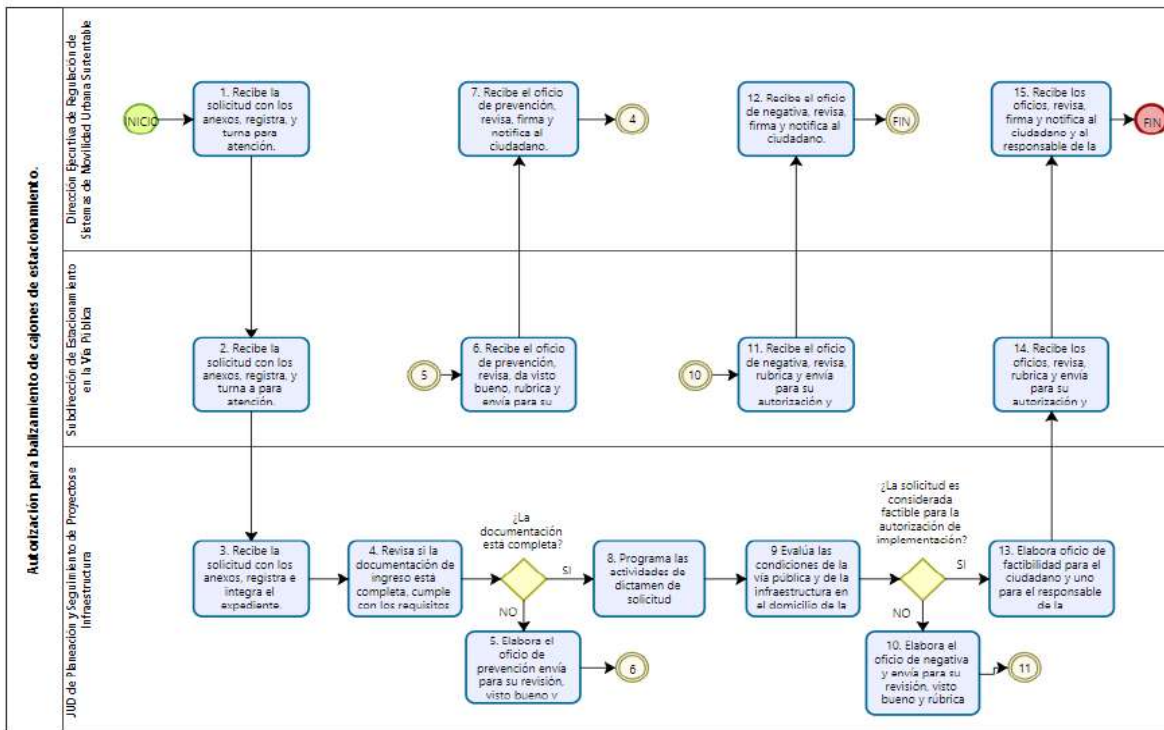 Autorización para balizamiento de cajones de estacionamiento.
Dirección Ejecutiva de Regulación de
Sistemas de Movilidad Urbana Sustentable
INICIO
1. Recibe la
solicitud con los
anexos, registra, y
turna para
atención.
7. Recibe el oficio
de prevención,
revisa, firma y
notifica al
ciudadano.
4
12. Recibe el oficio
de negativa, revisa,
firma y notifica al
ciudadano.
FIN
15. Recibe los
oficios, revisa,
firma y notifica al
ciudadano y al
responsable de la
FIN
Subdirección de Estacionamiento
en la Vía Pública
2. Recibe la
solicitud con los
anexos, registra, y
turna a para
atención.
5
6. Recibe el oficio
de prevención,
revisa, da visto
bueno, rubrica y
envía para su
10
11. Recibe el oficio
de negativa, revisa,
rubrica y envía
para su
autorización y
14. Recibe los
oficios, revisa,
rubrica y envía
para su
autorización y
JUD de Planeación y Seguimiento de Proyectos e
Infraestructura
3. Recibe la
solicitud con los
anexos, registra e
integra el
expediente.
4. Revisa si la
documentación de
ingreso está
completa, cumple
con los requisitos
¿La
documentación
está completa?
SI
NO
5. Elabora el
oficio de
prevención envía
para su revisión,
visto bueno y
6
8. Programa las
actividades de
dictamen de
solicitud
9 Evalúa las
condiciones de la
vía pública y de la
infraestructura en
el domicilio de la
¿La solicitud es
considerada
factible para la
autorización de
implementación?
SI
NO
10. Elabora el
oficio de negativa
y envía para su
revisión, visto
bueno y rúbrica
11
13. Elabora oficio de
factibilidad para el
ciudadano y uno
para el responsable
de la